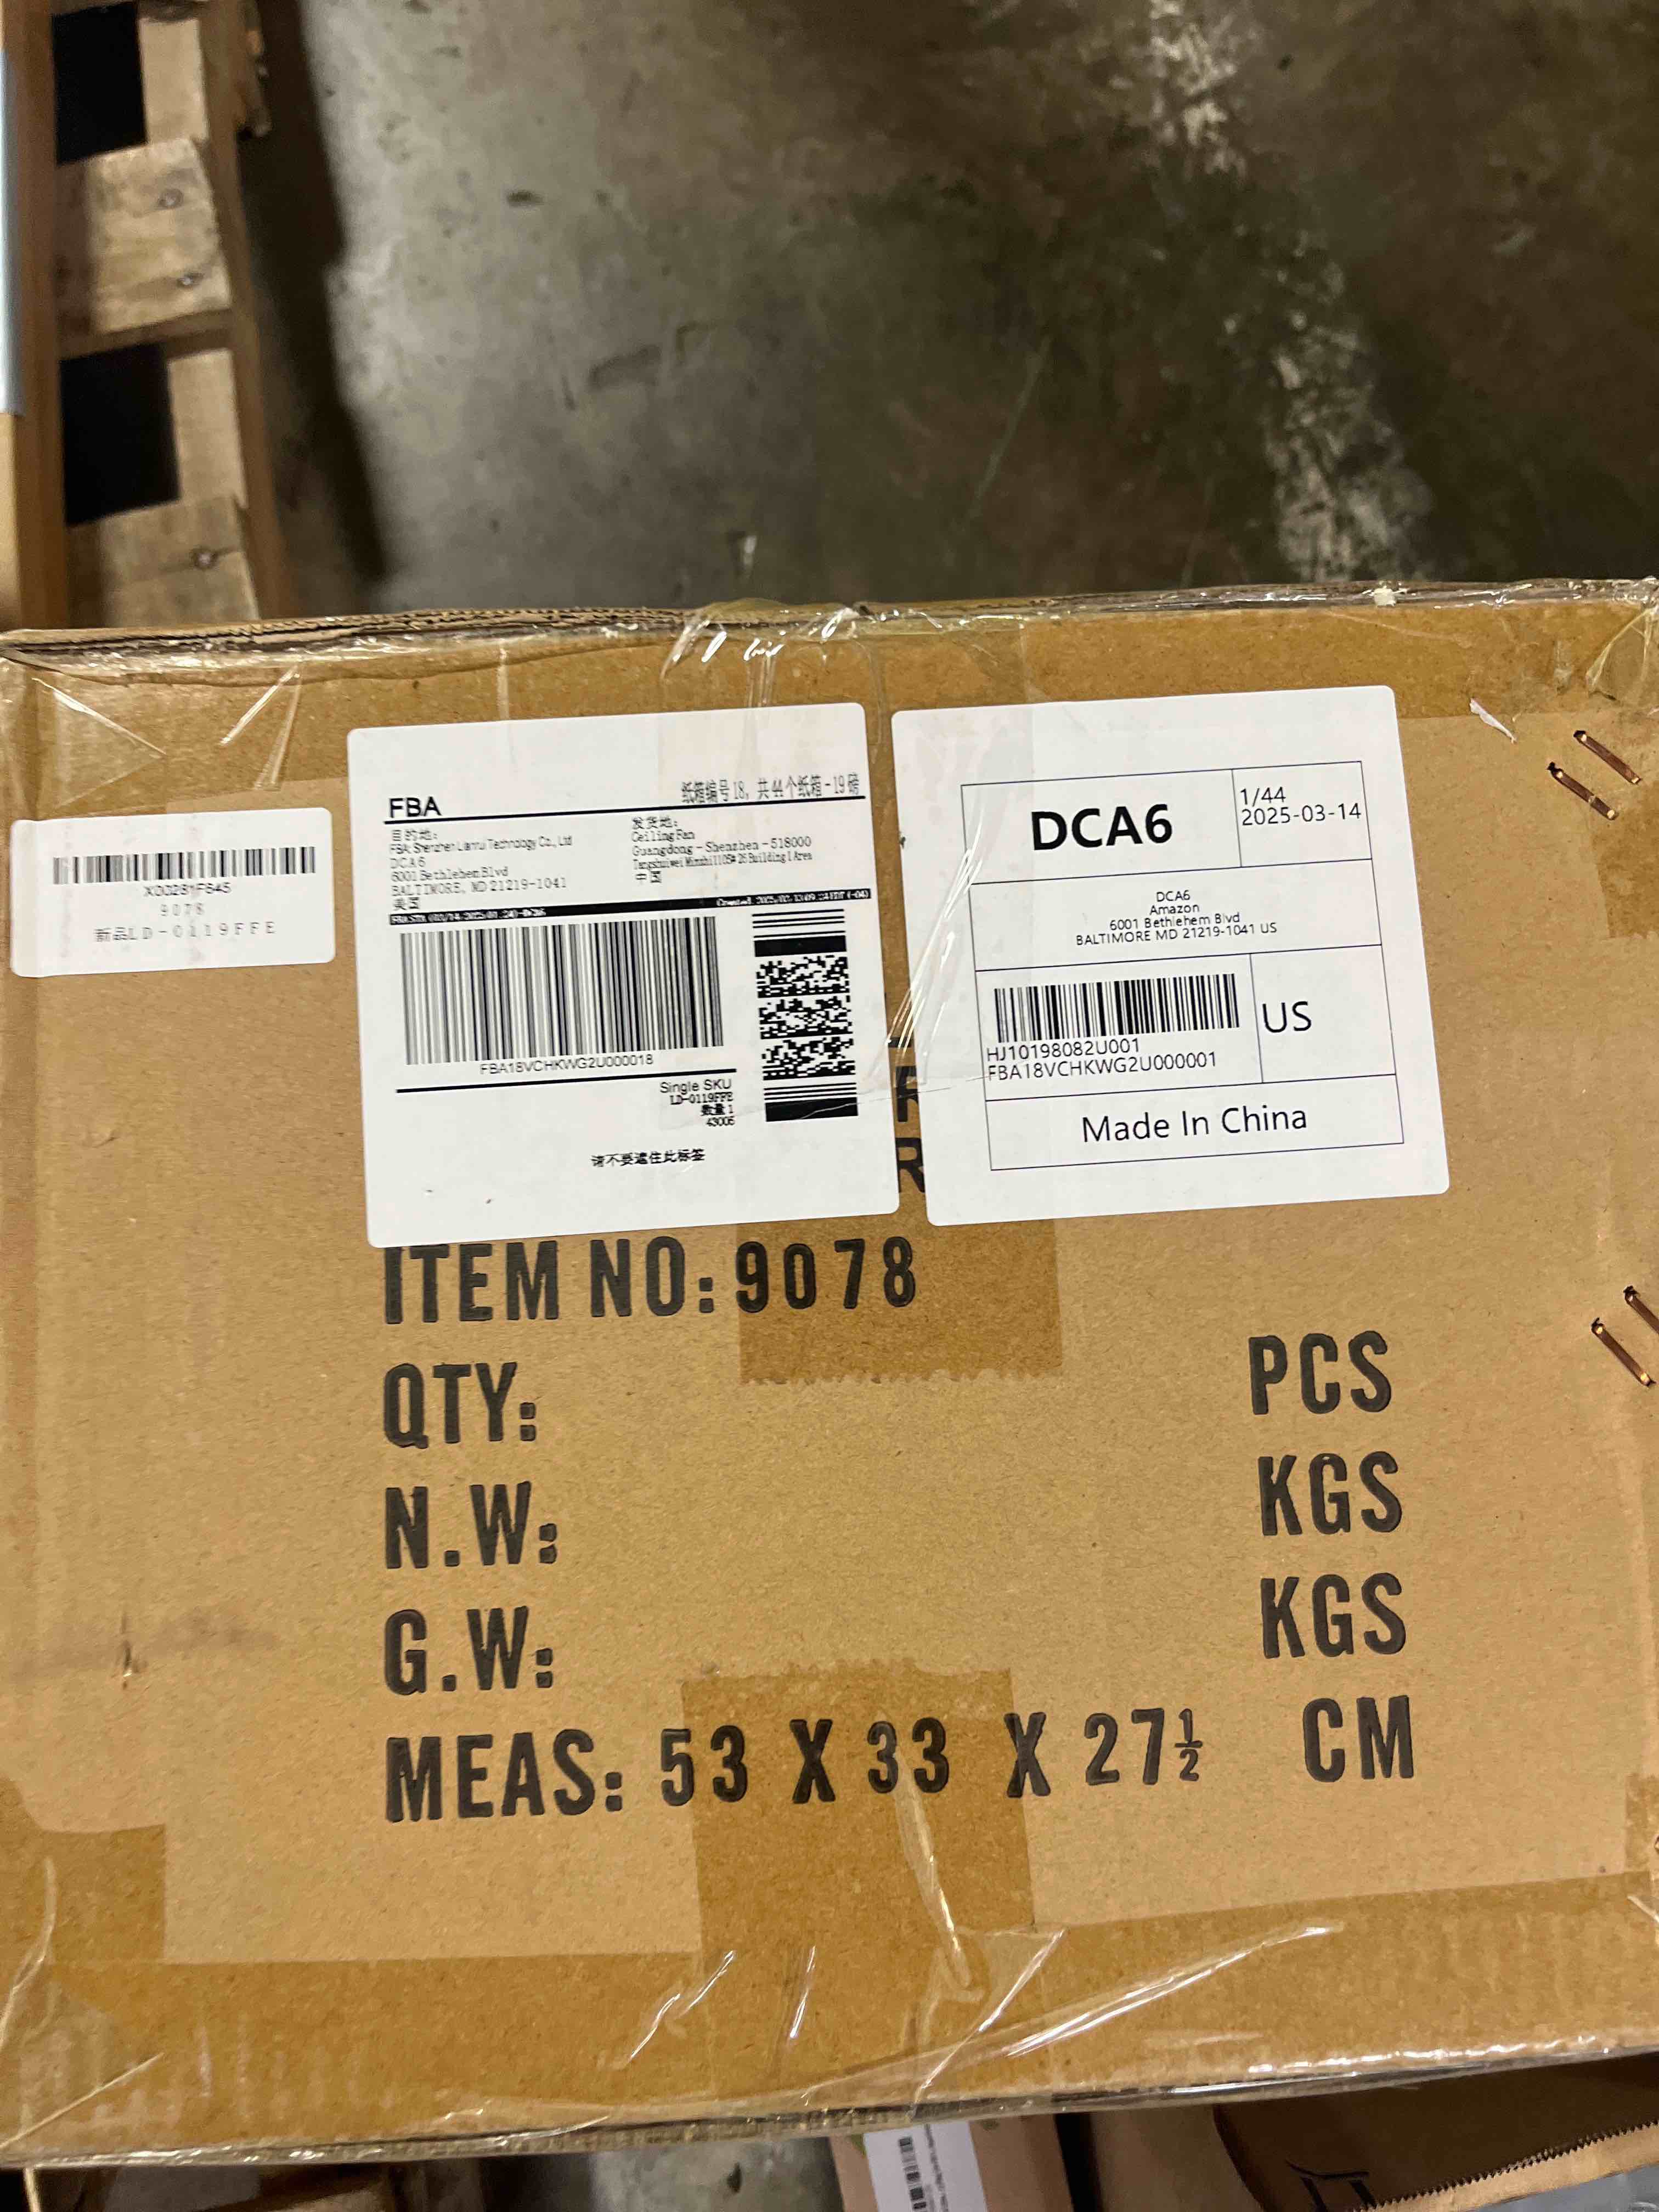 X00281F645
9078
新品LD-0119FFE
FBA
纸箱编号 18, 共 44个纸箱 - 19 磅
目的地:
FBA: Shenzhen Lianrui Technology Co., Ltd
DCA6
6001 Bethlehem Blvd
BALTIMORE, MD 21219-1041
美国
发货地:
Ceiling Fan
Guangdong - Shenzhen - 518000
中国
FBA18VCHKWG2U000018
Single SKU
LD-0119FFE
数量 1
43006
请不要遮住此标签
DCA6
1/44
2025-03-14
DCA6
Amazon
6001 Bethlehem Blvd
BALTIMORE MD 21219-1041 US
HJ10198082U001
FBA18VCHKWG2U000001
US
Made In China
ITEM NO: 9078
QTY: PCS
N.W: KGS
G.W: KGS
MEAS: 53 X 33 X 27½ CM